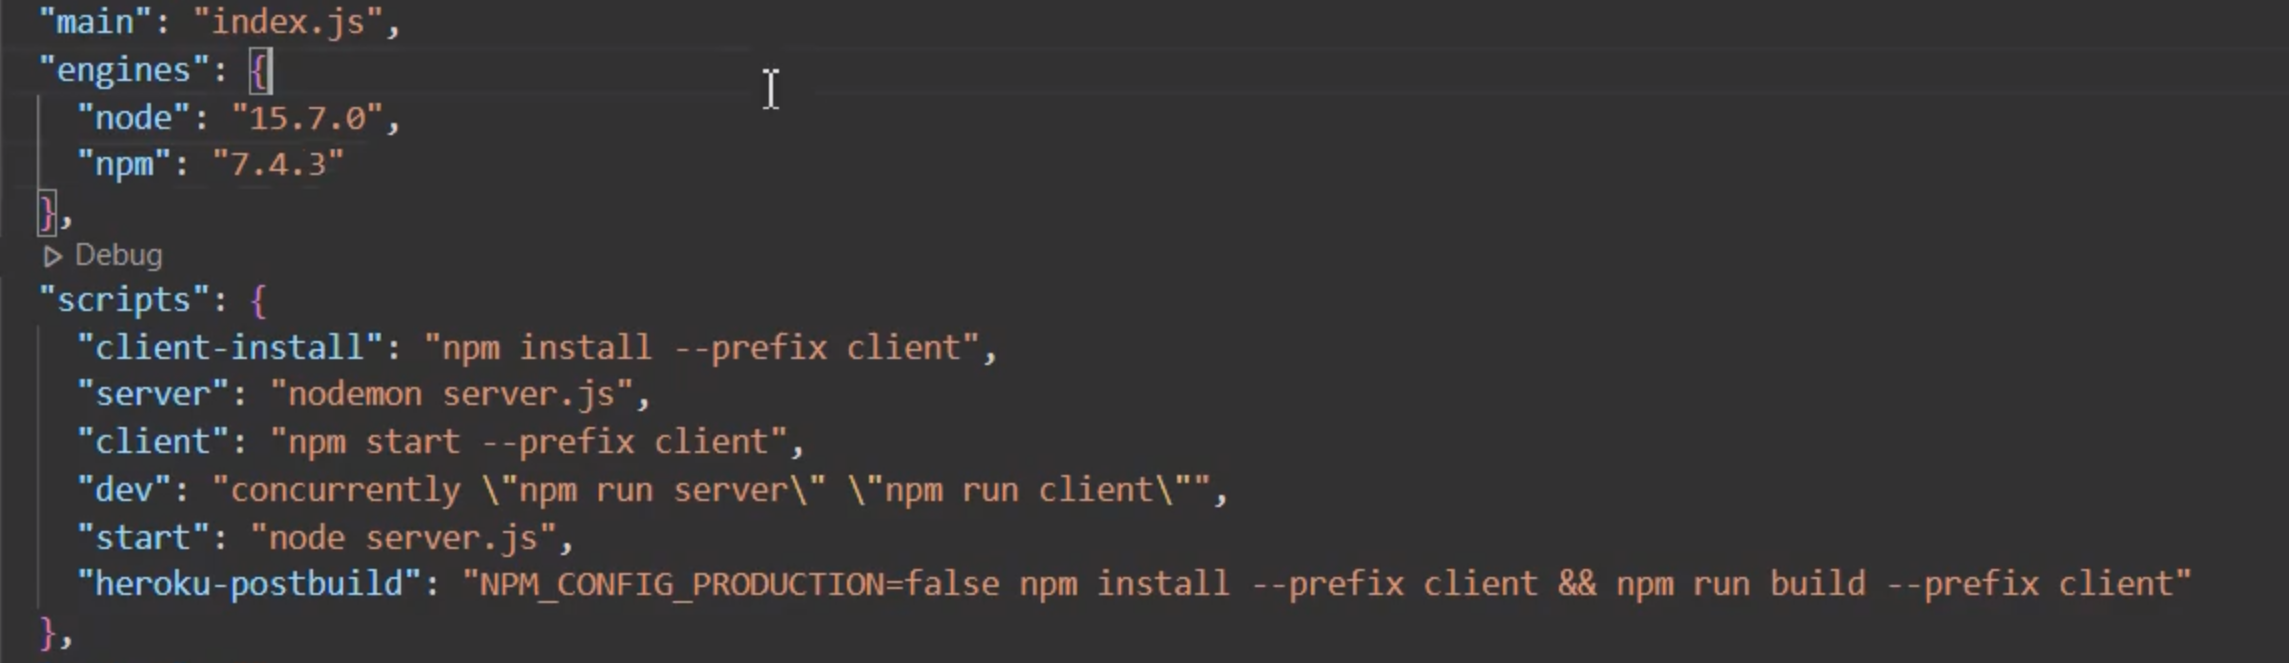 "main": "index.js",
"engines": {
"node": "15.7.0",
"npm": "7.4.3"
},
Debug
"scripts": {
"client-install": "npm install --prefix client",
"server": "nodemon server.js",
"client": "npm start --prefix client",
"dev": "concurrently \"npm run server\" \"npm run client\"",
"start": "node server.js",
"heroku-postbuild": "NPM_CONFIG_PRODUCTION=false npm install --prefix client && npm run build --prefix client"
},